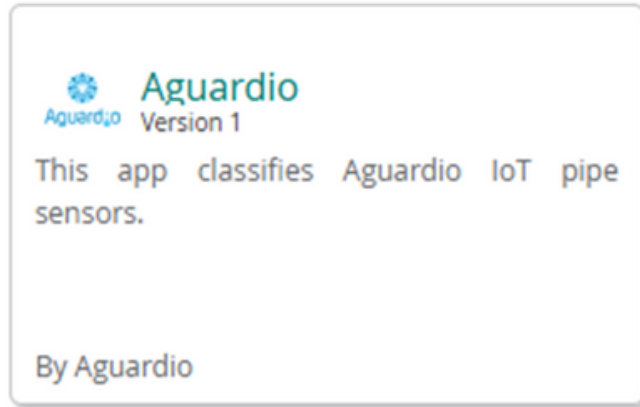 Aguardio
Aguardio
Version 1
This app classifies Aguardio IoT pipe
sensors.
By Aguardio